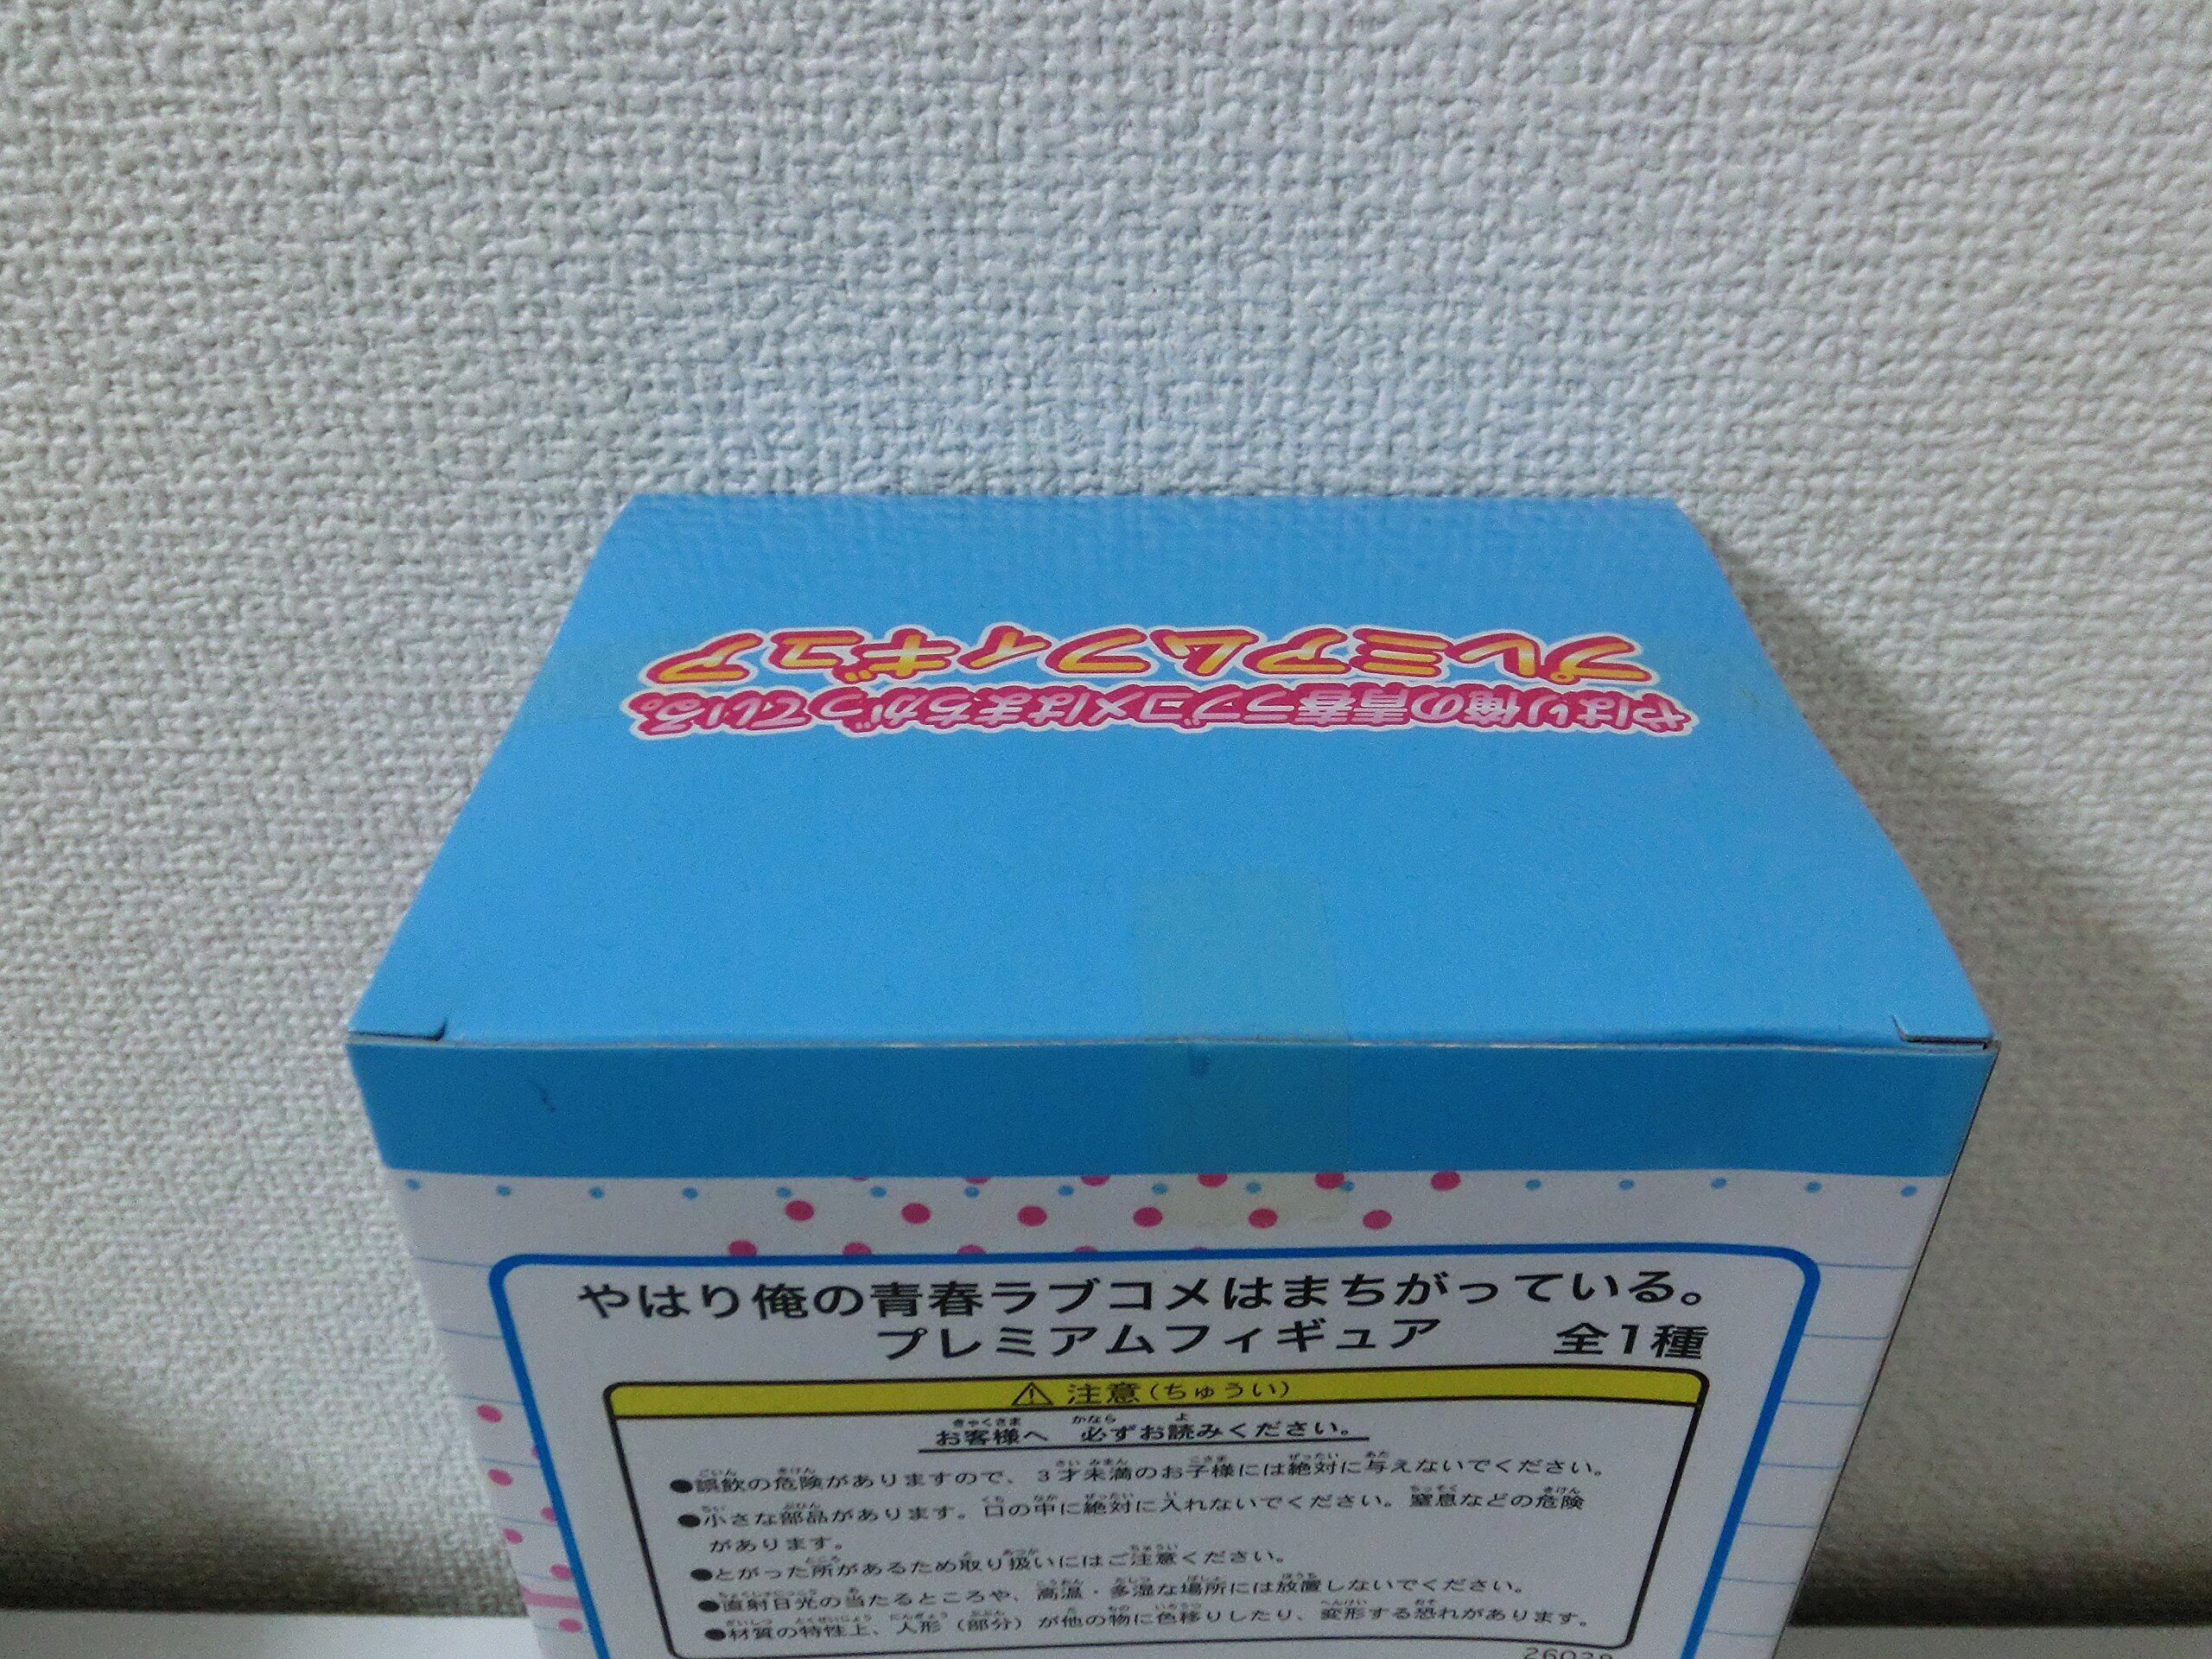 やはり俺の青春ラブコメはまちがっている。
プレミアムフィギュア
やはり俺の青春ラブコメはまちがっている。
プレミアムフィギュア 全1種
注意(ちゅうい)
お客様へ 必ずお読みください。
●誤飲の危険がありますので、3才未満のお子様には絶対に与えないでください。
●小さな部品があります。口の中に絶対に入れないでください。窒息などの危険
があります。
●とがった所があるため取り扱いにはご注意ください。
●直射日光の当たるところや、高温・多湿な場所には放置しないでください。
●材質の特性上、人形(部分)が他の物に色移りしたり、変形する恐れがあります。